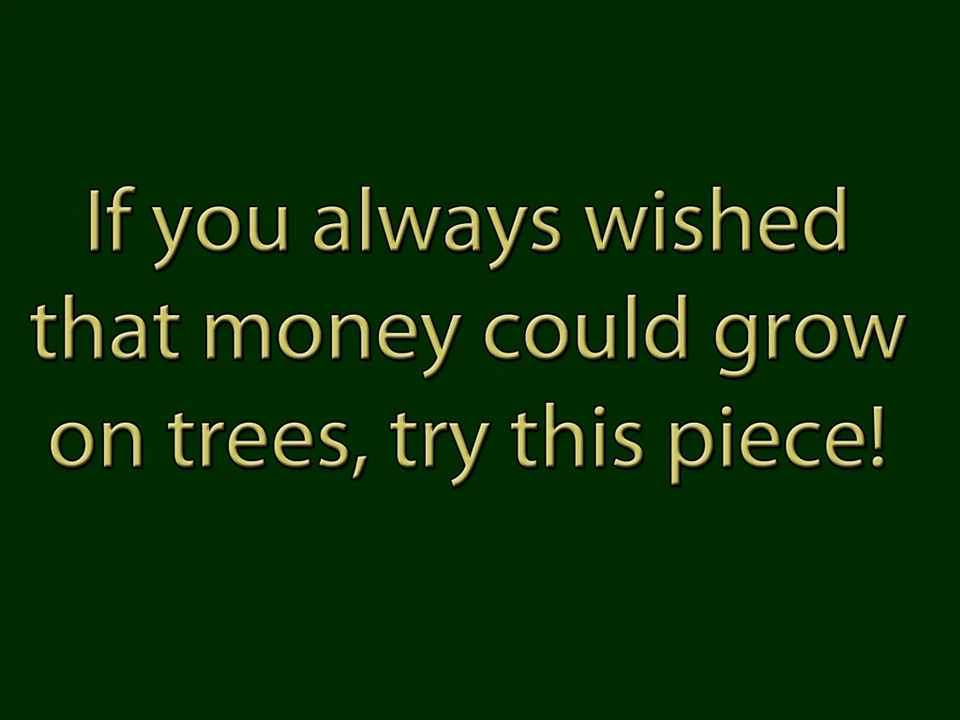 If you always wished
that money could grow
on trees, try this piece!